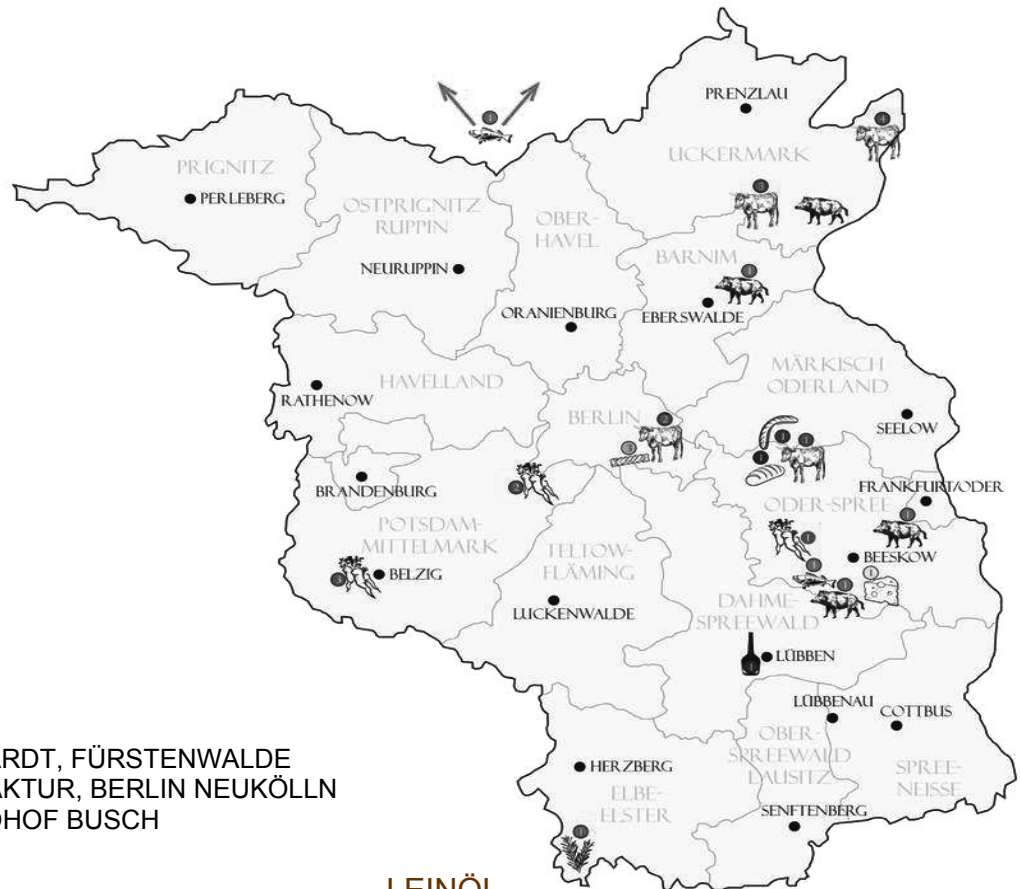 PRENZLAU
UCKERMARK
PRIGNITZ
PERLEBERG
OSTPRIGNITZ
RUPPIN
OBER-
HAVEL
BARNIM
NEURUPPIN
EBERSWALDE
ORANIENBURG
MÄRKISCH
ODERLAND
HAVELLAND
RATHENOW
BERLIN
SEELOW
BRANDENBURG
FRANKFURT/ODER
ODER-SPREE
POTSDAM-
MITTELMARK
TELTOW-
FLÄMING
BEESKOW
BELZIG
DAHME-
SPREEWALD
LUCKENWALDE
LÜBBEN
LÜBBENAU
COTTBUS
OBER-
SPREEWALD
LAUSITZ
SPREE-
NEISSE
HERZBERG
ELBE-
ELSTER
SENFTENBERG
ARDT, FÜRSTENWALDE
AKTUR, BERLIN NEUKÖLLN
DHOF BUSCH
LEINÖL